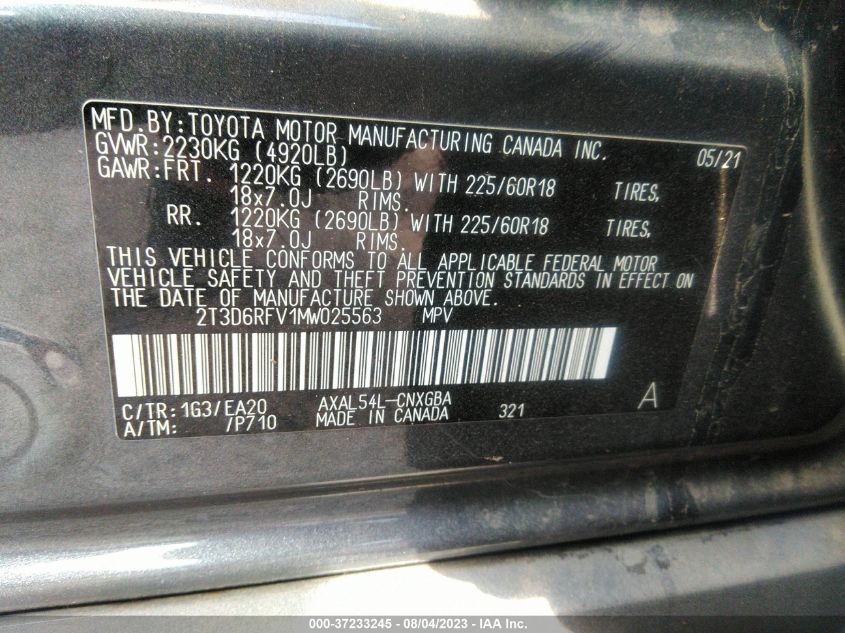 MFD.BY:TOYOTA MOTOR MANUFACTURING CANADA INC. 05/21
GVWR:2230KG (4920LB)
GAWR:FRT. 1220KG (2690LB) WITH 225/60R18 TIRES,
18x7.0J RIMS.
RR. 1220KG (2690LB) WITH 225/60R18 TIRES,
18x7.0J RIMS.
THIS VEHICLE CONFORMS TO ALL APPLICABLE FEDERAL MOTOR
VEHICLE SAFETY AND THEFT PREVENTION STANDARDS IN EFFECT ON
THE DATE OF MANUFACTURE SHOWN ABOVE.
2T3D6RFV1MW025563 MPV
C/TR:1G3/EA20 AXAL54L-CNXGBA 321 A
A/TM: /P710 MADE IN CANADA
000-37233245 - 08/04/2023 - IAA Inc.